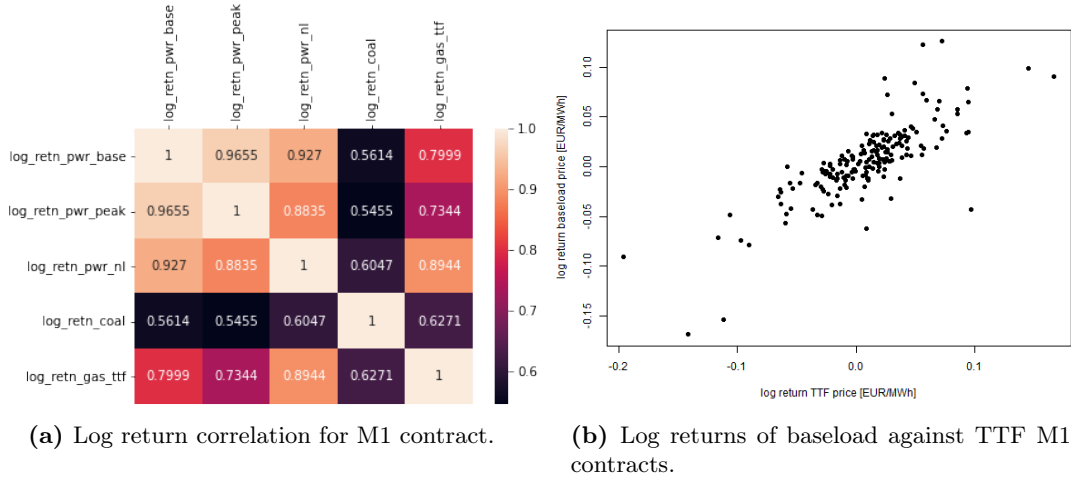 log_retn_pwr_base
log_retn_pwr_peak
log_retn_pwr_nl
log_retn_coal
log_retn_gas_ttf
log_retn_pwr_base 1 0.9655 0.927 0.5614 0.7999
log_retn_pwr_peak 0.9655 1 0.8835 0.5455 0.7344
log_retn_pwr_nl 0.927 0.8835 1 0.6047 0.8944
log_retn_coal 0.5614 0.5455 0.6047 1 0.6271
log_retn_gas_ttf 0.7999 0.7344 0.8944 0.6271 1
1.0
0.9
0.8
0.7
0.6
(a) Log return correlation for M1 contract.
log return baseload price [EUR/MWh]
0.10
0.05
0.00
-0.05
-0.10
-0.15
-0.2 -0.1 0.0 0.1
log return TTF price [EUR/MWh]
(b) Log returns of baseload against TTF M1
contracts.